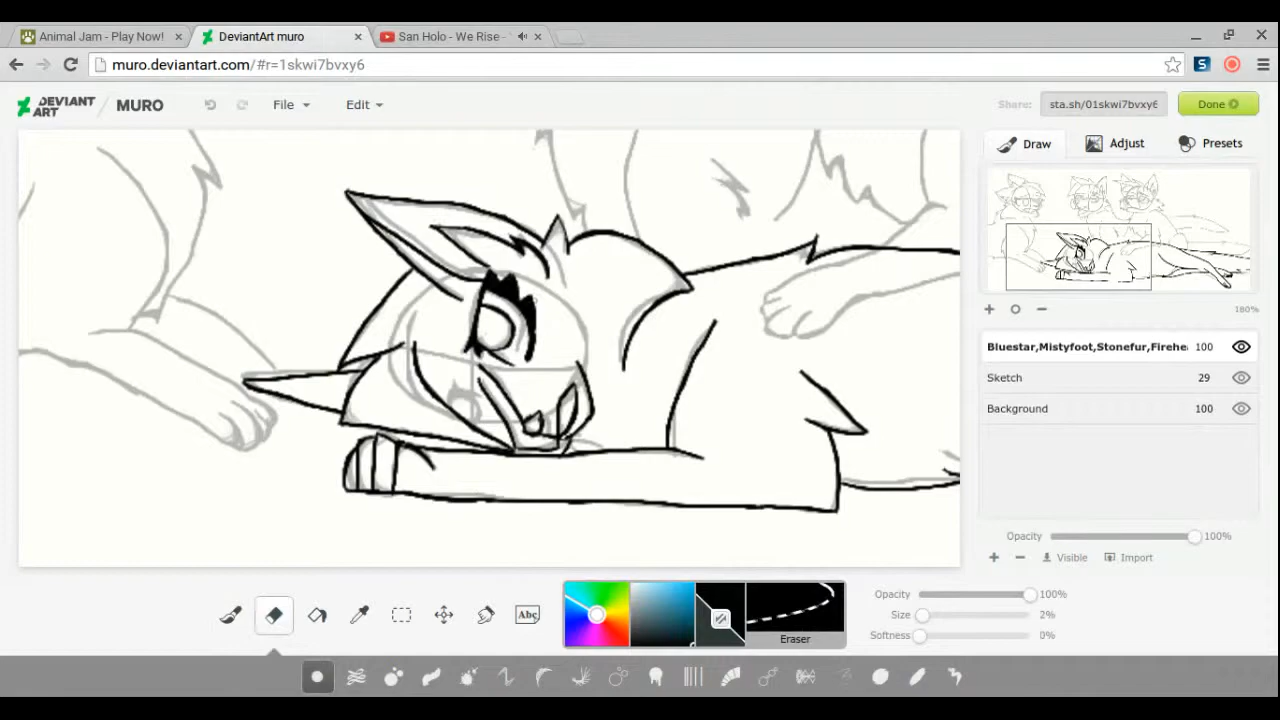 Animal Jam - Play Now!
DeviantArt muro
San Holo - We Rise -
muro.deviantart.com/#r=1skwi7bvxy6
S
DEVIANT ART / MURO
File
Edit
Share:
sta.sh/01skwi7bvxy6
Done
Draw
Adjust
Presets
180%
Bluestar,Mistyfoot,Stonefur,Firehe 100
Sketch 29
Background 100
Opacity 100%
Visible
Import
Abc
Eraser
Opacity 100%
Size 2%
Softness 0%